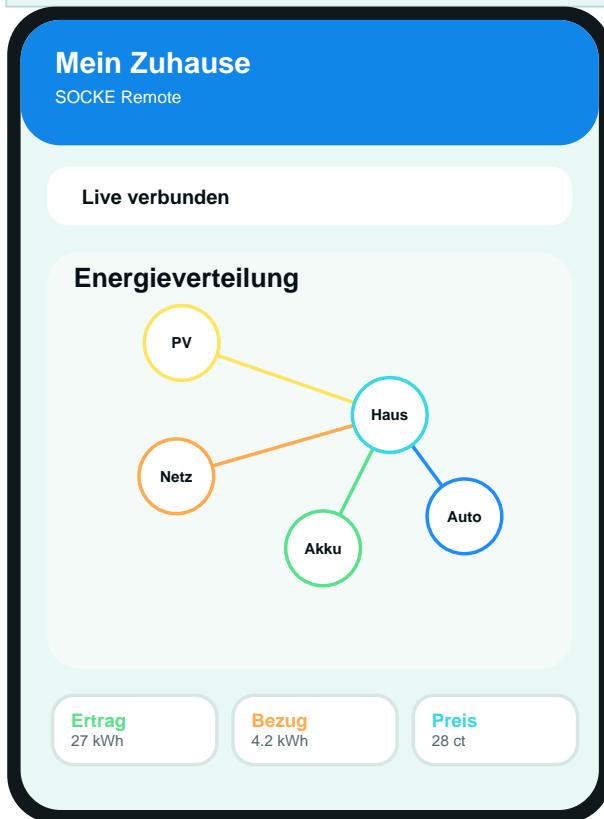 Mein Zuhause
SOCKE Remote
Live verbunden
Energieverteilung
PV
Haus
Netz
Auto
Akku
Ertrag
27 kWh
Bezug
4.2 kWh
Preis
28 ct